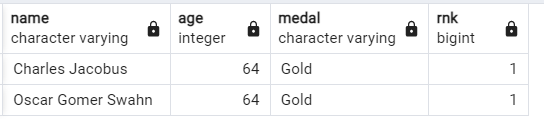 name age medal rnk
character varying integer character varying bigint
Charles Jacobus 64 Gold 1
Oscar Gomer Swahn 64 Gold 1